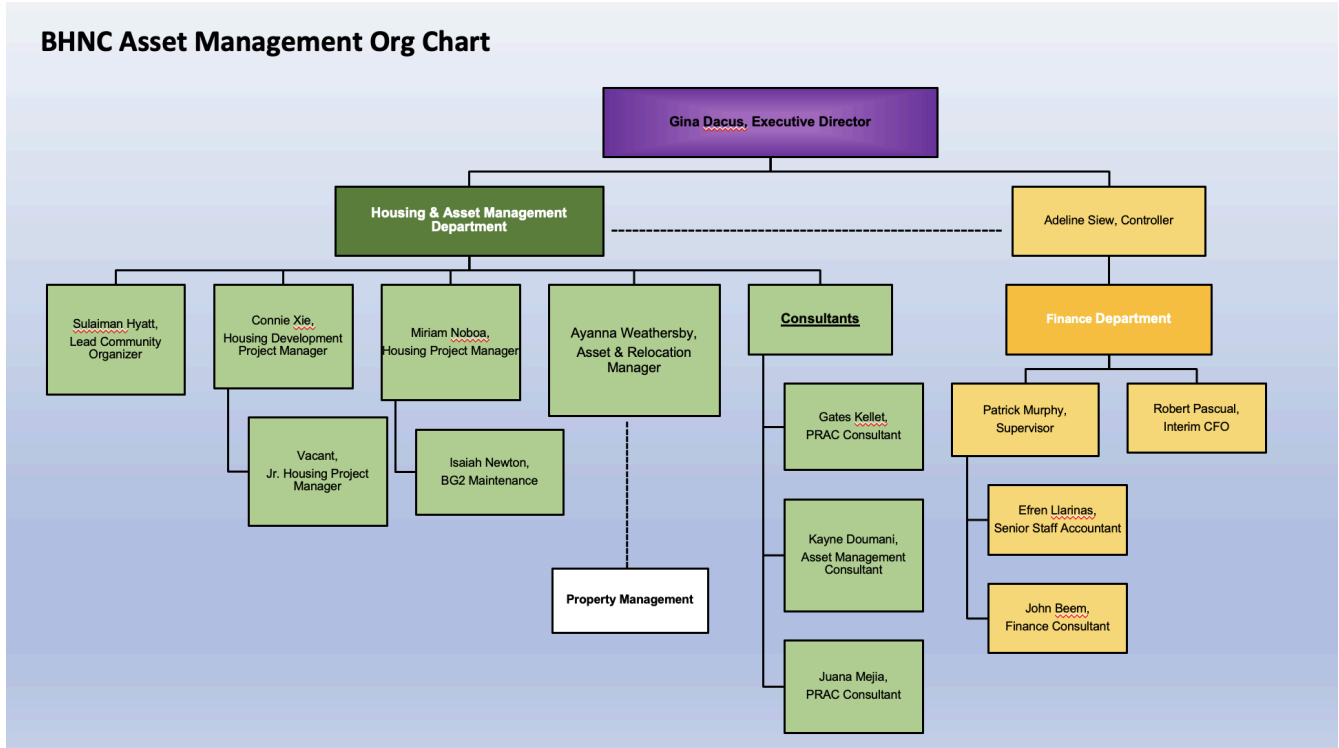 BHNC Asset Management Org Chart
Gina Dacus, Executive Director
Housing & Asset Management
Department
Adeline Siew, Controller
Sulaiman Hyatt,
Lead Community
Organizer
Connie Xie,
Housing Development
Project Manager
Miriam Noboa,
Housing Project Manager
Ayanna Weathersby,
Asset & Relocation
Manager
Consultants
Finance Department
Vacant,
Jr. Housing Project
Manager
Isaiah Newton,
BG2 Maintenance
Property Management
Gates Kellet,
PRAC Consultant
Kayne Doumani,
Asset Management
Consultant
Juana Mejia,
PRAC Consultant
Patrick Murphy,
Supervisor
Robert Pascual,
Interim CFO
Efren Llarinas,
Senior Staff Accountant
John Beem,
Finance Consultant